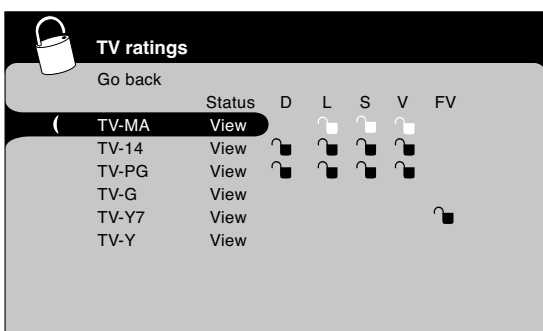 TV ratings
Go back
Status D L S V FV
TV-MA View
TV-14 View
TV-PG View
TV-G View
TV-Y7 View
TV-Y View